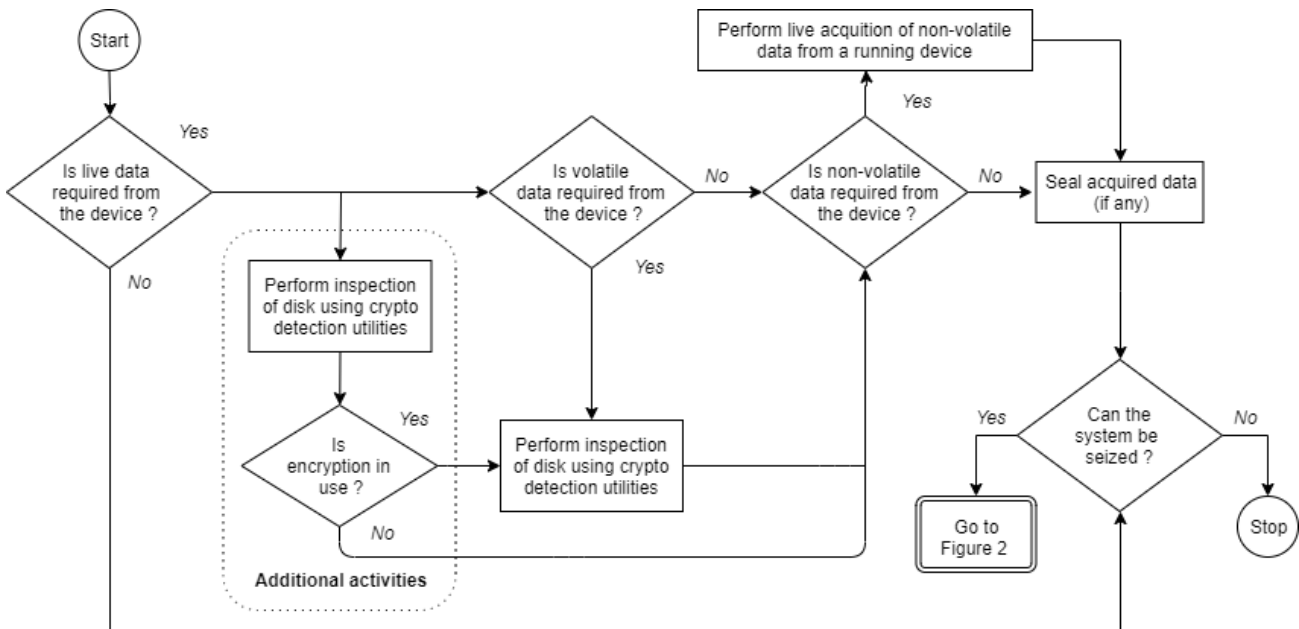 Start
Perform live acquition of non-volatile
data from a running device
Yes
Yes
Is live data
required from
the device ?
Is volatile
data required from
the device ?
No
Is non-volatile
data required from
the device ?
No
Seal acquired data
(if any)
No
Yes
Perform inspection
of disk using crypto
detection utilities
Yes
Is
encryption in
use ?
Perform inspection
of disk using crypto
detection utilities
Yes
Can the
system be
seized ?
No
No
Go to
Figure 2
Stop
Additional activities